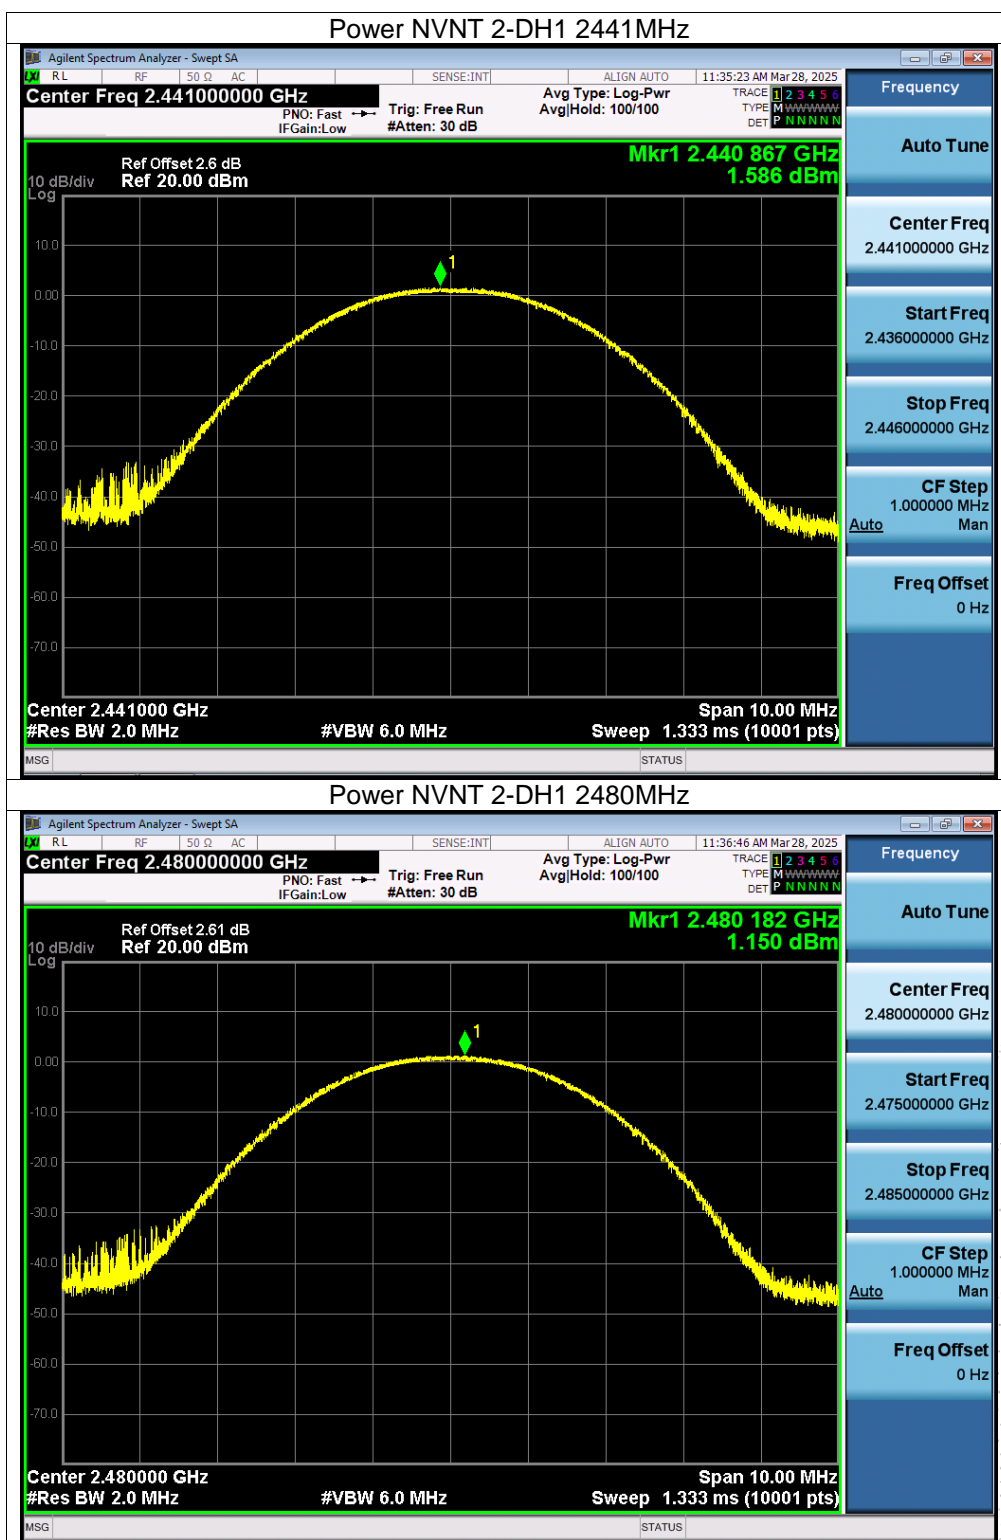 Power NVNT 2-DH1 2441MHz
Agilent Spectrum Analyzer - Swept SA
LXI RL RF 50 Ω AC SENSE:INT ALIGN AUTO 11:35:23 AM Mar 28, 2025
Center Freq 2.441000000 GHz
PNO: Fast
IFGain:Low
Trig: Free Run
#Atten: 30 dB
Avg Type: Log-Pwr
Avg|Hold: 100/100
TRACE 1 2 3 4 5 6
TYPE M WWWWW
DET P N N N N N
Mkr1 2.440 867 GHz
1.586 dBm
Ref Offset 2.6 dB
10 dB/div Ref 20.00 dBm
Log
10.0
1
0.00
-10.0
-20.0
-30.0
-40.0
-50.0
-60.0
-70.0
Center 2.441000 GHz Span 10.00 MHz
#Res BW 2.0 MHz #VBW 6.0 MHz Sweep 1.333 ms (10001 pts)
MSG STATUS
Frequency
Auto Tune
Center Freq
2.441000000 GHz
Start Freq
2.436000000 GHz
Stop Freq
2.446000000 GHz
CF Step
1.000000 MHz
Auto Man
Freq Offset
0 Hz
Power NVNT 2-DH1 2480MHz
Agilent Spectrum Analyzer - Swept SA
LXI RL RF 50 Ω AC SENSE:INT ALIGN AUTO 11:36:46 AM Mar 28, 2025
Center Freq 2.480000000 GHz
PNO: Fast
IFGain:Low
Trig: Free Run
#Atten: 30 dB
Avg Type: Log-Pwr
Avg|Hold: 100/100
TRACE 1 2 3 4 5 6
TYPE M WWWWW
DET P N N N N N
Mkr1 2.480 182 GHz
1.150 dBm
Ref Offset 2.61 dB
10 dB/div Ref 20.00 dBm
Log
10.0
1
0.00
-10.0
-20.0
-30.0
-40.0
-50.0
-60.0
-70.0
Center 2.480000 GHz Span 10.00 MHz
#Res BW 2.0 MHz #VBW 6.0 MHz Sweep 1.333 ms (10001 pts)
MSG STATUS
Frequency
Auto Tune
Center Freq
2.480000000 GHz
Start Freq
2.475000000 GHz
Stop Freq
2.485000000 GHz
CF Step
1.000000 MHz
Auto Man
Freq Offset
0 Hz